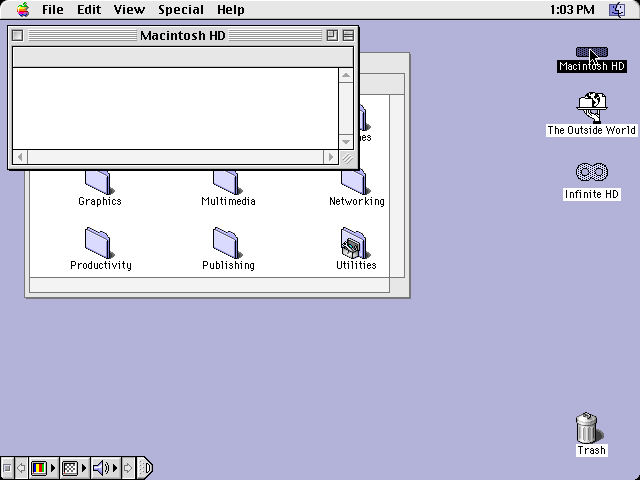 File Edit View Special Help 1:03 PM
Macintosh HD
Macintosh HD
The Outside World
Graphics Multimedia Networking
Infinite HD
Productivity Publishing Utilities
Trash